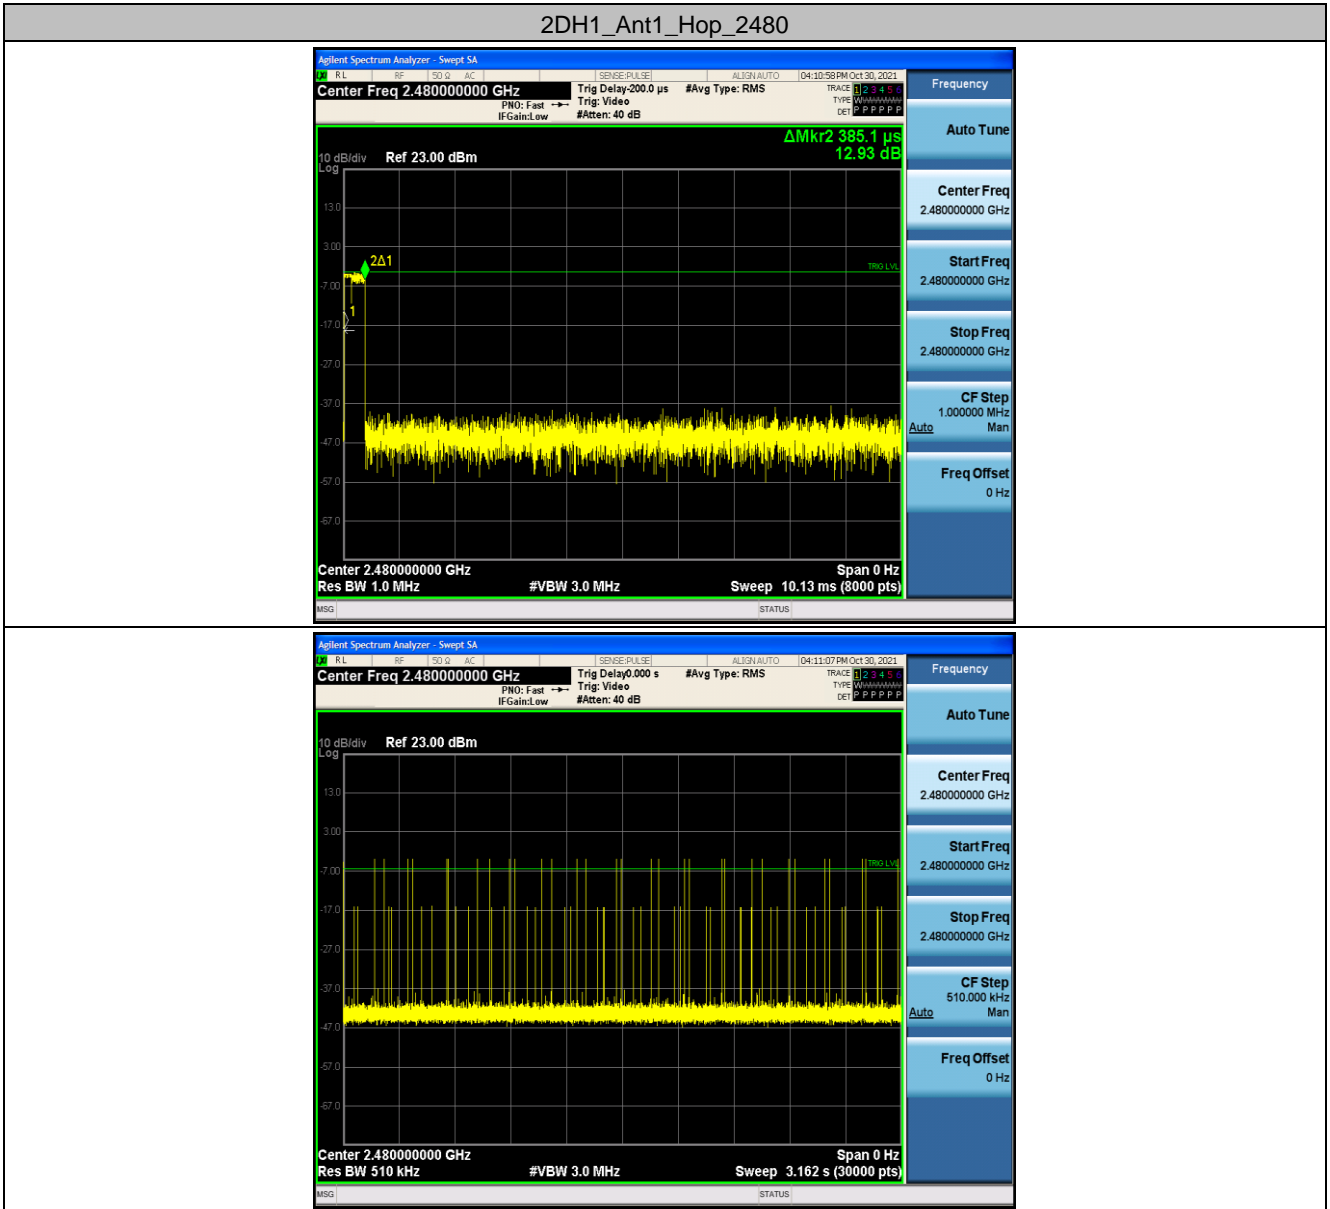 2DH1_Ant1_Hop_2480
Agilent Spectrum Analyzer - Swept SA
RL RF 50 Ω AC SENSE:PULSE ALIGN AUTO 04:10:58 PM Oct 30, 2021
Center Freq 2.480000000 GHz
PNO: Fast
IFGain:Low
Trig Delay-200.0 µs
Trig: Video
#Atten: 40 dB
#Avg Type: RMS
TRACE 1 2 3 4 5 6
TYPE W
DET P P P P P P
ΔMkr2 385.1 µs
12.93 dB
10 dB/div
Log
Ref 23.00 dBm
13.0
3.00
-7.00
-17.0
-27.0
-37.0
-47.0
-57.0
-67.0
2Δ1
1
TRIG LVL
Center 2.480000000 GHz
Span 0 Hz
Res BW 1.0 MHz
#VBW 3.0 MHz
Sweep 10.13 ms (8000 pts)
MSG
STATUS
Frequency
Auto Tune
Center Freq
2.480000000 GHz
Start Freq
2.480000000 GHz
Stop Freq
2.480000000 GHz
CF Step
1.000000 MHz
Auto Man
Freq Offset
0 Hz
Agilent Spectrum Analyzer - Swept SA
RL RF 50 Ω AC SENSE:PULSE ALIGN AUTO 04:11:07 PM Oct 30, 2021
Center Freq 2.480000000 GHz
PNO: Fast
IFGain:Low
Trig Delay0.000 s
Trig: Video
#Atten: 40 dB
#Avg Type: RMS
TRACE 1 2 3 4 5 6
TYPE W
DET P P P P P P
10 dB/div
Log
Ref 23.00 dBm
13.0
3.00
-7.00
-17.0
-27.0
-37.0
-47.0
-57.0
-67.0
TRIG LVL
Center 2.480000000 GHz
Span 0 Hz
Res BW 510 kHz
#VBW 3.0 MHz
Sweep 3.162 s (30000 pts)
MSG
STATUS
Frequency
Auto Tune
Center Freq
2.480000000 GHz
Start Freq
2.480000000 GHz
Stop Freq
2.480000000 GHz
CF Step
510.000 kHz
Auto Man
Freq Offset
0 Hz